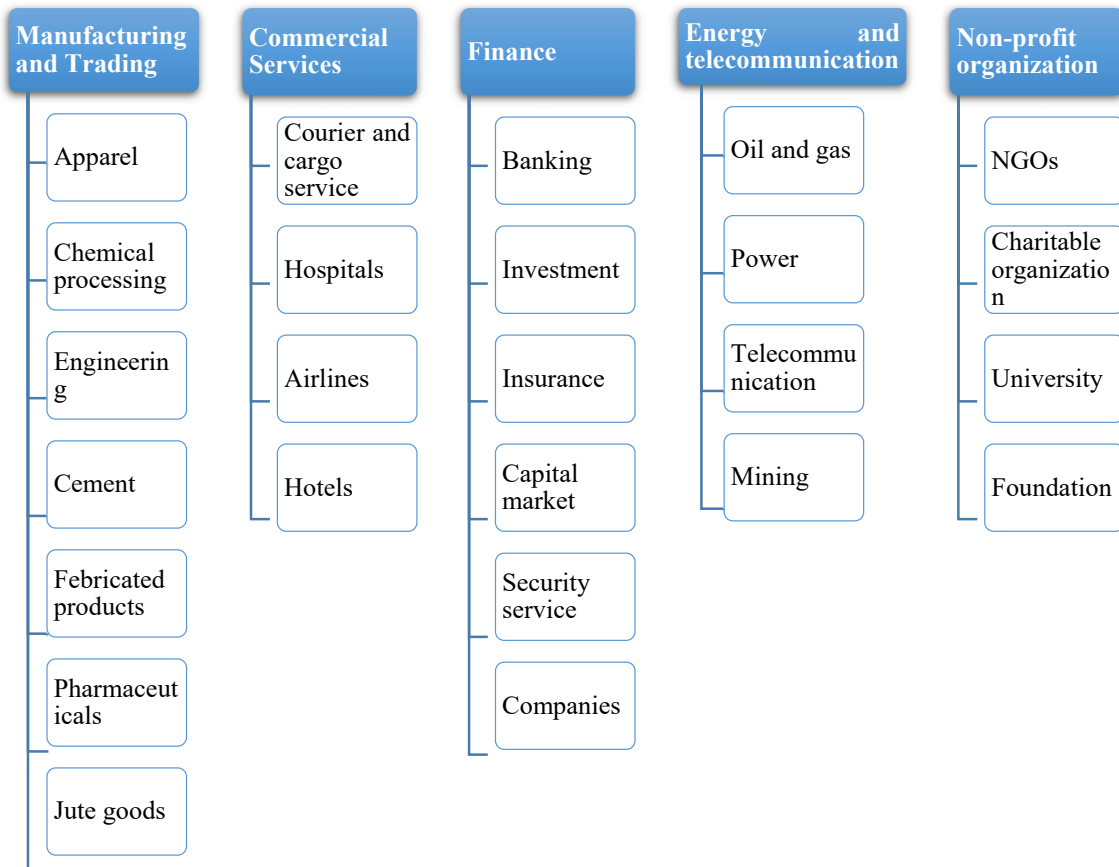 Manufacturing
and Trading
Apparel
Chemical
processing
Engineerin
g
Cement
Febricated
products
Pharmaceut
icals
Jute goods
Commercial
Services
Courier and
cargo
service
Hospitals
Airlines
Hotels
Finance
Banking
Investment
Insurance
Capital
market
Security
service
Companies
Energy and
telecommunication
Oil and gas
Power
Telecommu
nication
Mining
Non-profit
organization
NGOs
Charitable
organizatio
n
University
Foundation